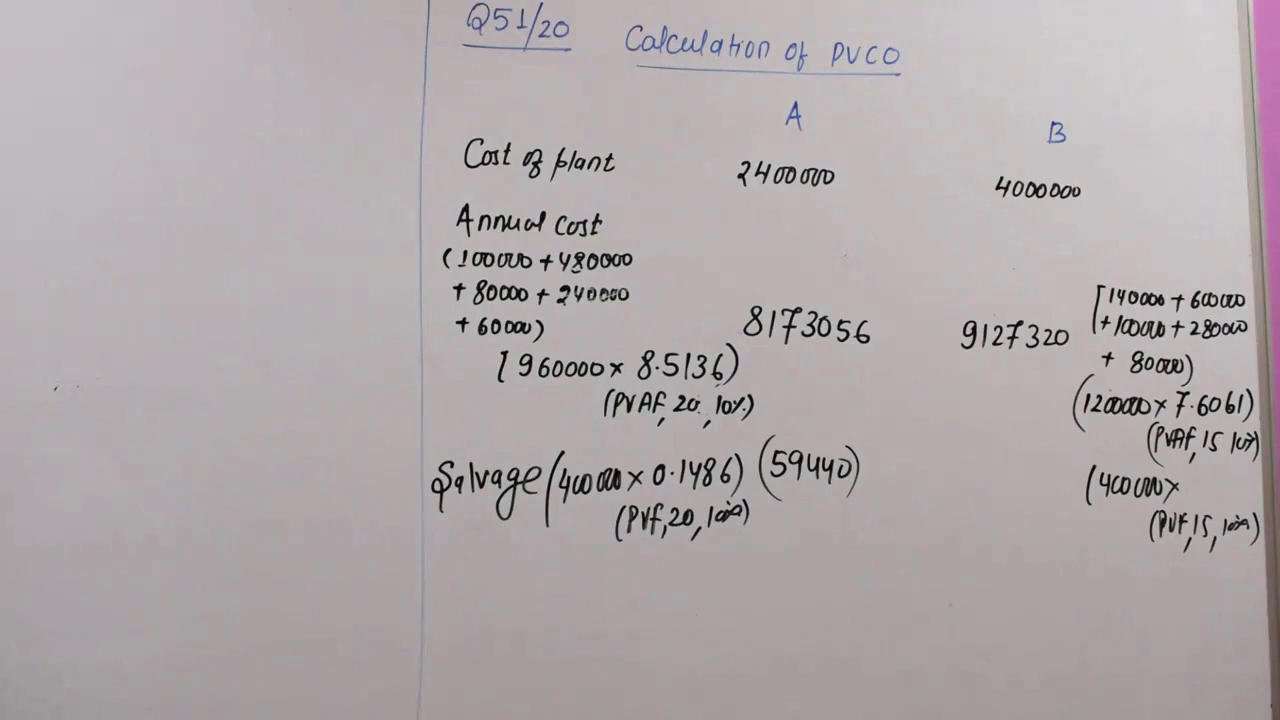 Q51/20 Calculation of PVCO
A B
Cost of plant 2400000 4000000
Annual Cost
(100000 + 480000
+ 80000 + 240000
+ 60000) 8173056 9127320
[140000 + 600000
+100000 + 280000
+ 80000)
[960000 × 8.5136)
(PVAF, 20, 10%)
(1200000 × 7.6061)
(PVAF, 15 10%)
Salvage (400000 × 0.1486) (59440)
(PVF, 20, 10%)
(400000 ×
(PVF, 15, 10%)